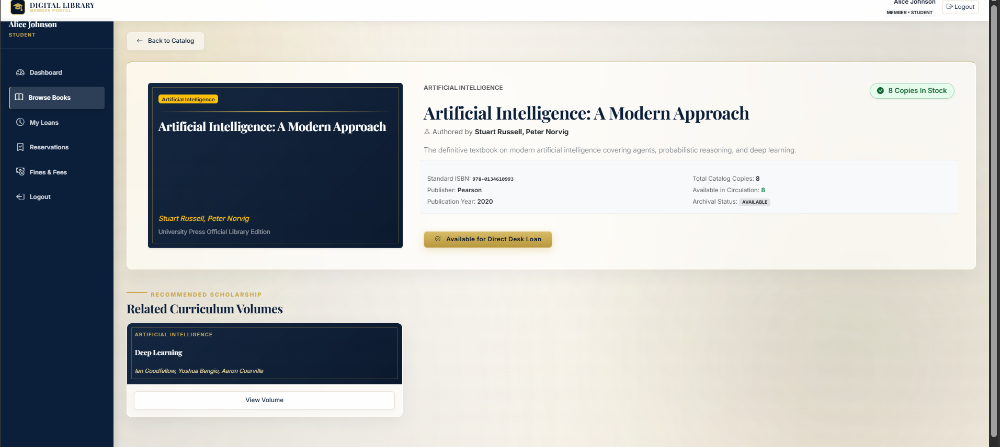 DIGITAL LIBRARY
MEMBER PORTAL
Alice Johnson
MEMBER • STUDENT
Logout
Alice Johnson
STUDENT
Dashboard
Browse Books
My Loans
Reservations
Fines & Fees
Logout
← Back to Catalog
Artificial Intelligence
Artificial Intelligence: A Modern Approach
Stuart Russell, Peter Norvig
University Press Official Library Edition
ARTIFICIAL INTELLIGENCE
8 Copies In Stock
Artificial Intelligence: A Modern Approach
Authored by Stuart Russell, Peter Norvig
The definitive textbook on modern artificial intelligence covering agents, probabilistic reasoning, and deep learning.
Standard ISBN: 978-0134610993
Publisher: Pearson
Publication Year: 2020
Total Catalog Copies: 8
Available in Circulation: 8
Archival Status: AVAILABLE
Available for Direct Desk Loan
RECOMMENDED SCHOLARSHIP
Related Curriculum Volumes
ARTIFICIAL INTELLIGENCE
Deep Learning
Ian Goodfellow, Yoshua Bengio, Aaron Courville
View Volume